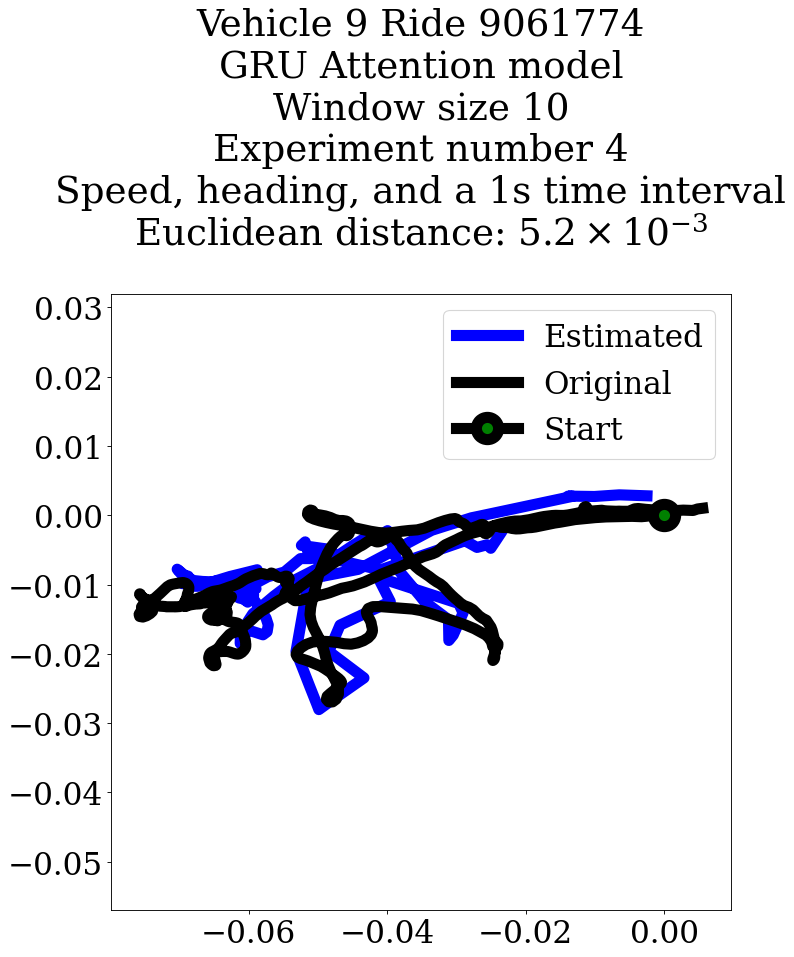 Vehicle 9 Ride 9061774
GRU Attention model
Window size 10
Experiment number 4
Speed, heading, and a 1s time interval
Euclidean distance: 5.2 × 10⁻³
Estimated
Original
Start
0.03
0.02
0.01
0.00
−0.01
−0.02
−0.03
−0.04
−0.05
−0.06 −0.04 −0.02 0.00